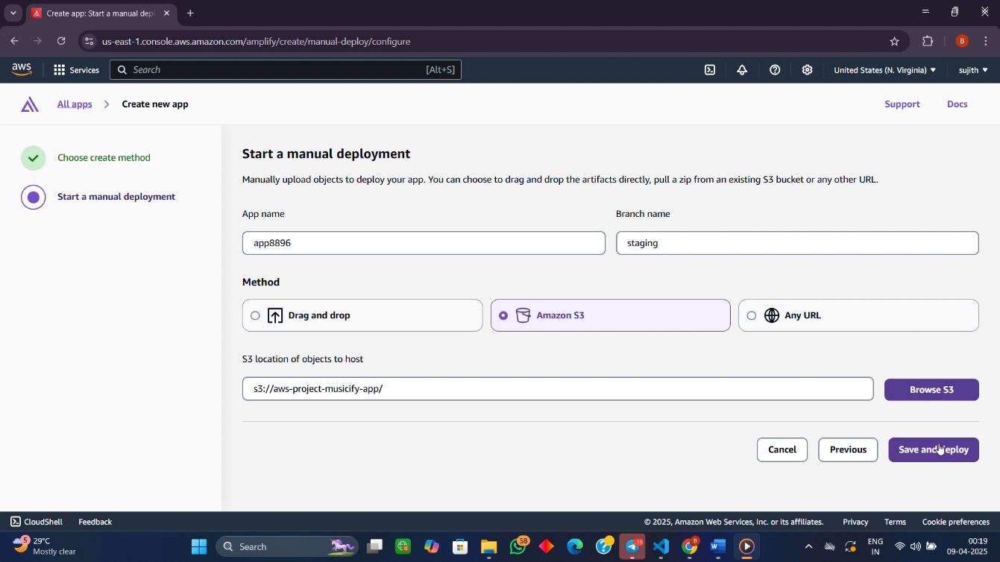 Create app: Start a manual depl
us-east-1.console.aws.amazon.com/amplify/create/manual-deploy/configure
B
aws
Services
Search
[Alt+S]
United States (N. Virginia) ▼
sujith ▼
All apps
Create new app
Support
Docs
Choose create method
Start a manual deployment
Start a manual deployment
Manually upload objects to deploy your app. You can choose to drag and drop the artifacts directly, pull a zip from an existing S3 bucket or any other URL.
App name
Branch name
app8896
staging
Method
Drag and drop
Amazon S3
Any URL
S3 location of objects to host
s3://aws-project-musicify-app/
Browse S3
Cancel
Previous
Save and deploy
CloudShell
Feedback
© 2025, Amazon Web Services, Inc. or its affiliates.
Privacy
Terms
Cookie preferences
5
29°C
Mostly clear
Search
58
19
B
ENG
IN
00:19
09-04-2025